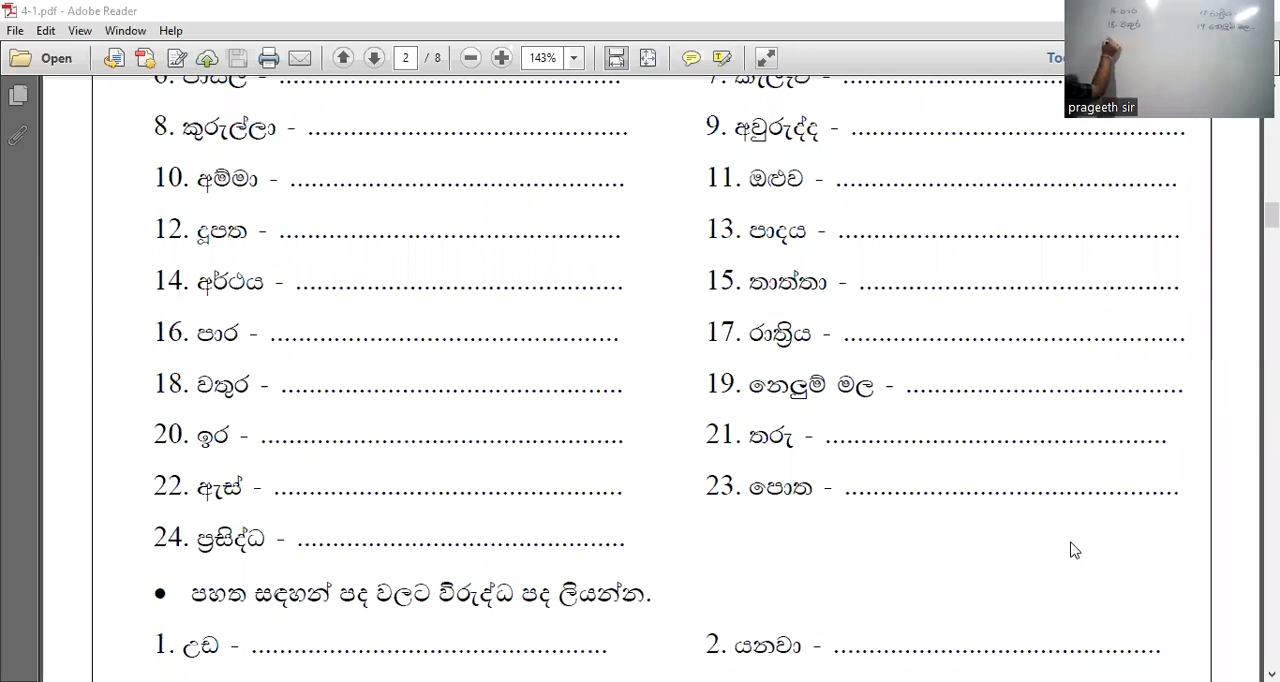 4-1.pdf - Adobe Reader
File Edit View Window Help
Open 2 / 8 143%
prageeth sir
8. කුරුල්ලා - ........................................ 9. අවුරුද්ද - ........................................
10. අම්මා - ........................................ 11. ඔළුව - ........................................
12. දූපත - ........................................ 13. පාදය - ........................................
14. අර්ථය - ........................................ 15. තාත්තා - ........................................
16. පාර - ........................................ 17. රාත්‍රිය - ........................................
18. වතුර - ........................................ 19. නෙලුම් මල - ................................
20. ඉර - ........................................ 21. තරු - ........................................
22. ඇස් - ........................................ 23. පොත - ........................................
24. ප්‍රසිද්ධ - ........................................
• පහත සඳහන් පද වලට විරුද්ධ පද ලියන්න.
1. උඩ - ........................................ 2. යනවා - ........................................